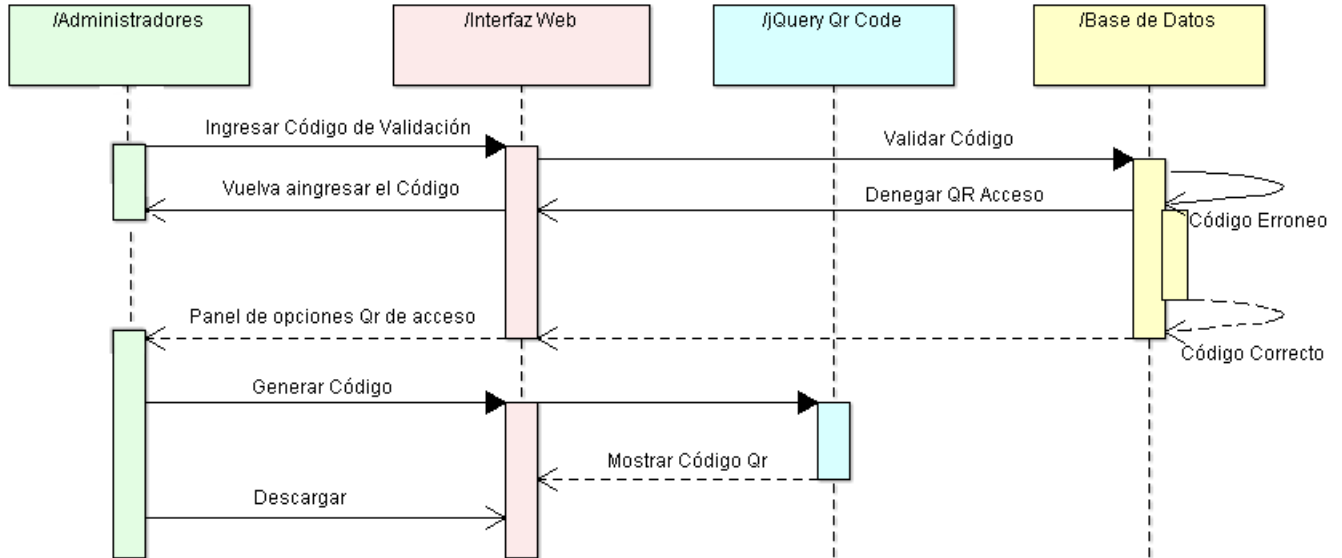 /Administradores
/Interfaz Web
/jQuery Qr Code
/Base de Datos
Ingresar Código de Validación
Validar Código
Vuelva aingresar el Código
Denegar QR Acceso
Código Erroneo
Panel de opciones Qr de acceso
Código Correcto
Generar Código
Mostrar Código Qr
Descargar